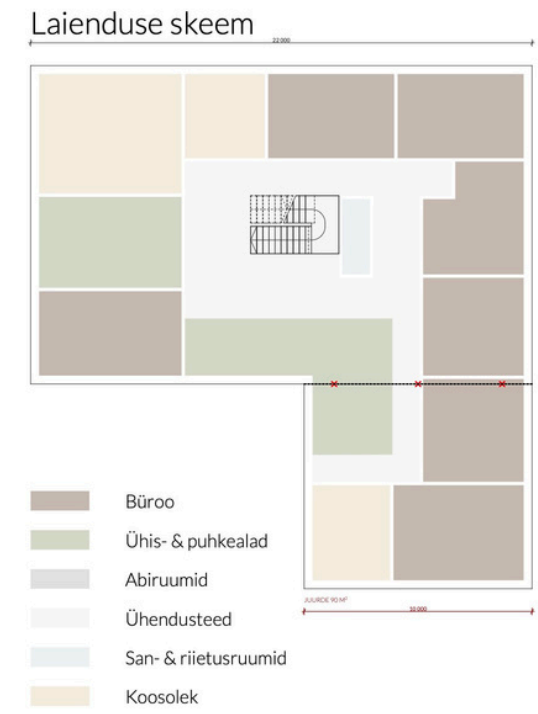 Laienduse skeem
22 000
Büroo
Ühis- & puhkealad
Abiruumid
Ühendusteed
San- & riietusruumid
Koosolek
JUURDE 90 M²
10 000